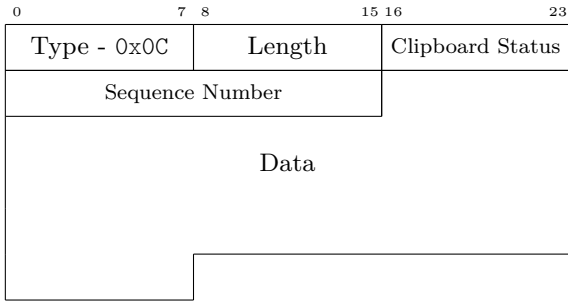 0 7 8 15 16 23
Type - 0x0C Length Clipboard Status
Sequence Number
Data